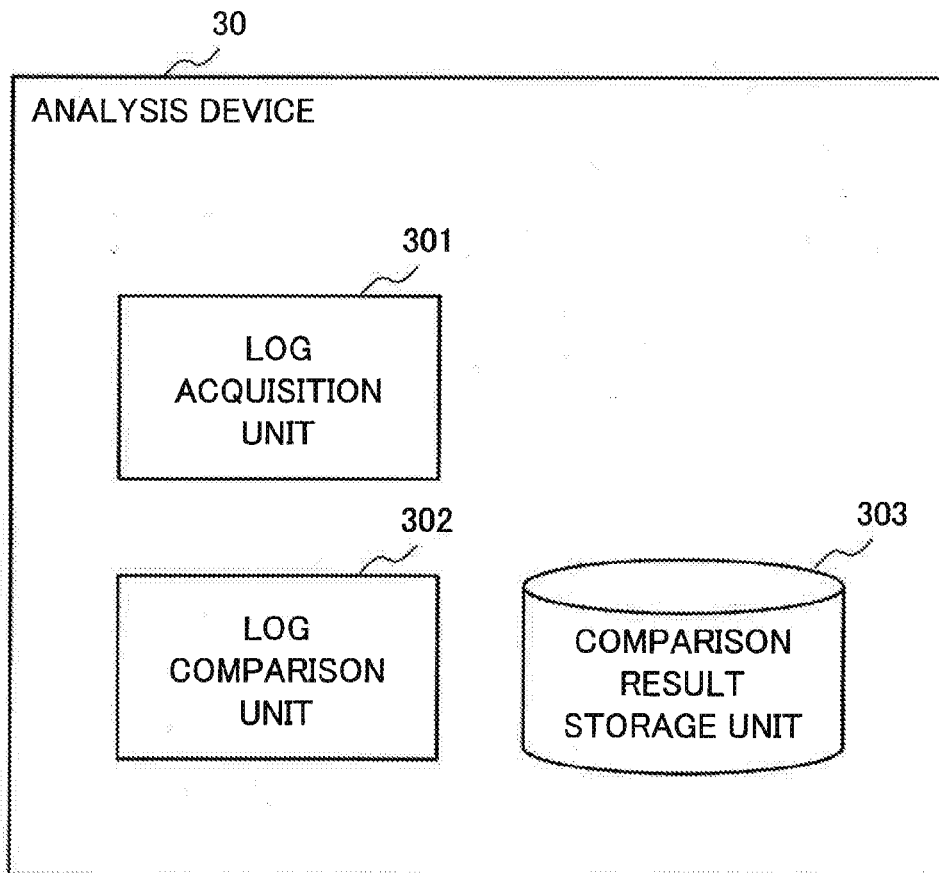 30
ANALYSIS DEVICE
301
LOG
ACQUISITION
UNIT
302
LOG
COMPARISON
UNIT
303
COMPARISON
RESULT
STORAGE UNIT